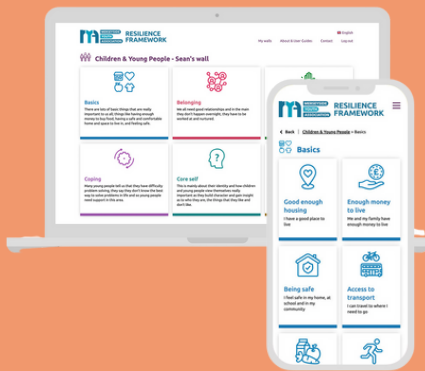 RESILIENCE
FRAMEWORK
English
My walls
About & User Guides
Contact
Log out
Children & Young People - Sean's wall
Basics
There are lots of basic things that are really
important to us all, things like having enough
money to buy food, having a safe and comfortable
home and space to live in, and feeling safe.
Belonging
We all need good relationships and in the main
they don't happen overnight, they have to be
worked at and nurtured.
Coping
Many young people tell us that they have difficulty
problem solving, they say they don't know the best
way to solve problems in life and so young people
need support in this area.
Core self
This is mainly about their identity and how children
and young people view themselves really.
important as they build character and gain insight
as to who they are, the things that they like and
don't like.
RESILIENCE
FRAMEWORK
Back
Children & Young People > Basics
Basics
Good enough
housing
I have a good place to
live
Enough money
to live
Me and my family have
enough money to live
Being safe
I feel safe in my home, at
school and in my
community.
Access to
transport
I can travel to where I
need to go